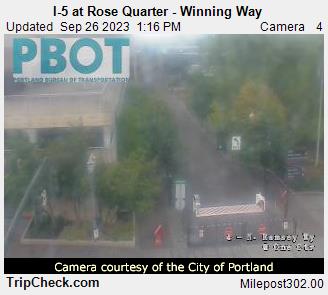 I-5 at Rose Quarter - Winning Way
Updated Sep 26 2023 1:16 PM Camera 4
PBOT
PORTLAND BUREAU OF TRANSPORTATION
Camera courtesy of the City of Portland
TripCheck.com Milepost302.00